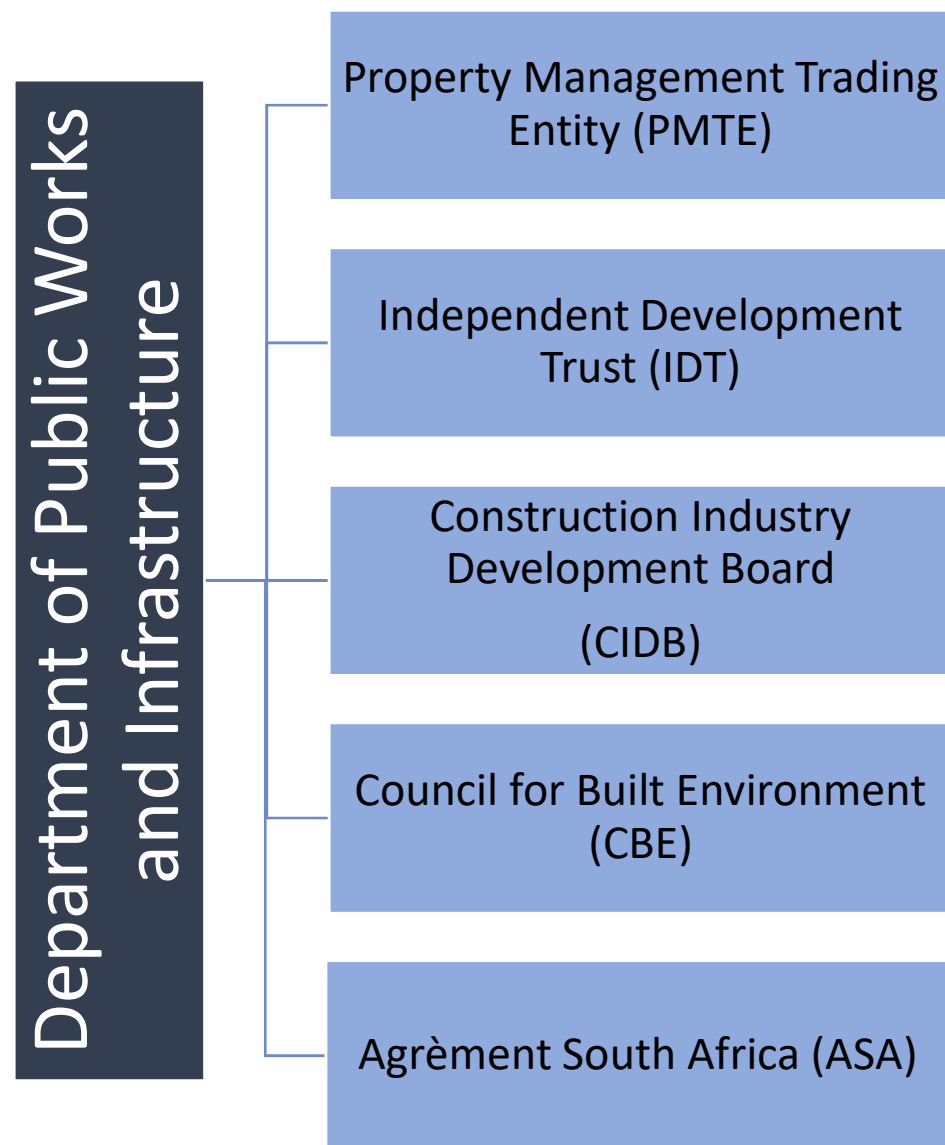 Department of Public Works
and Infrastructure
Property Management Trading
Entity (PMTE)
Independent Development
Trust (IDT)
Construction Industry
Development Board
(CIDB)
Council for Built Environment
(CBE)
Agrèment South Africa (ASA)